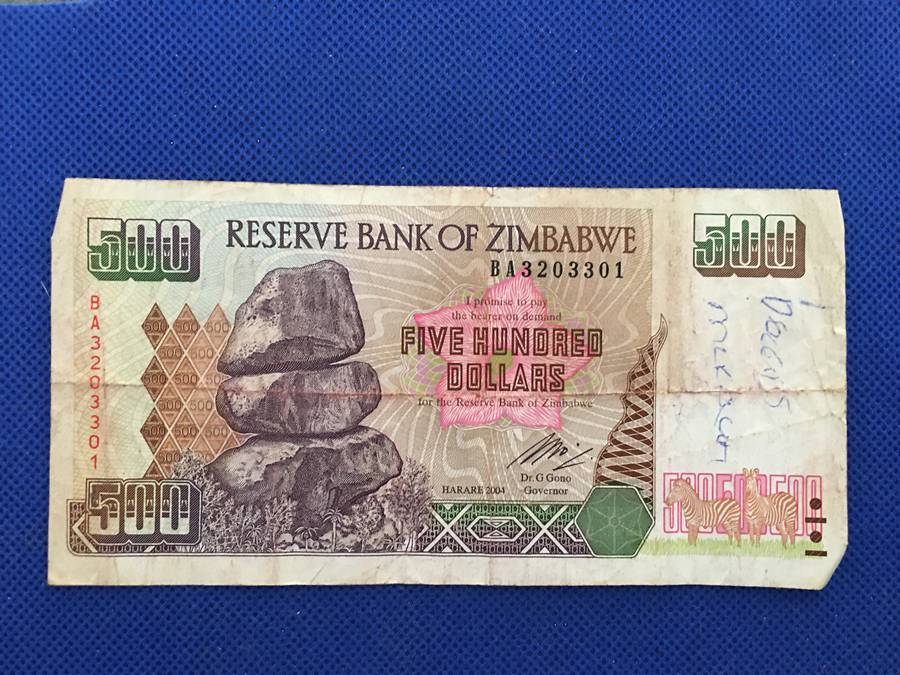 500
RESERVE BANK OF ZIMBABWE
500
BA3203301
BA3203301
I promise to pay
the bearer on demand
FIVE HUNDRED
DOLLARS
for the Reserve Bank of Zimbabwe
HARARE 2004
Dr. G Gono
Governor
500
500500500